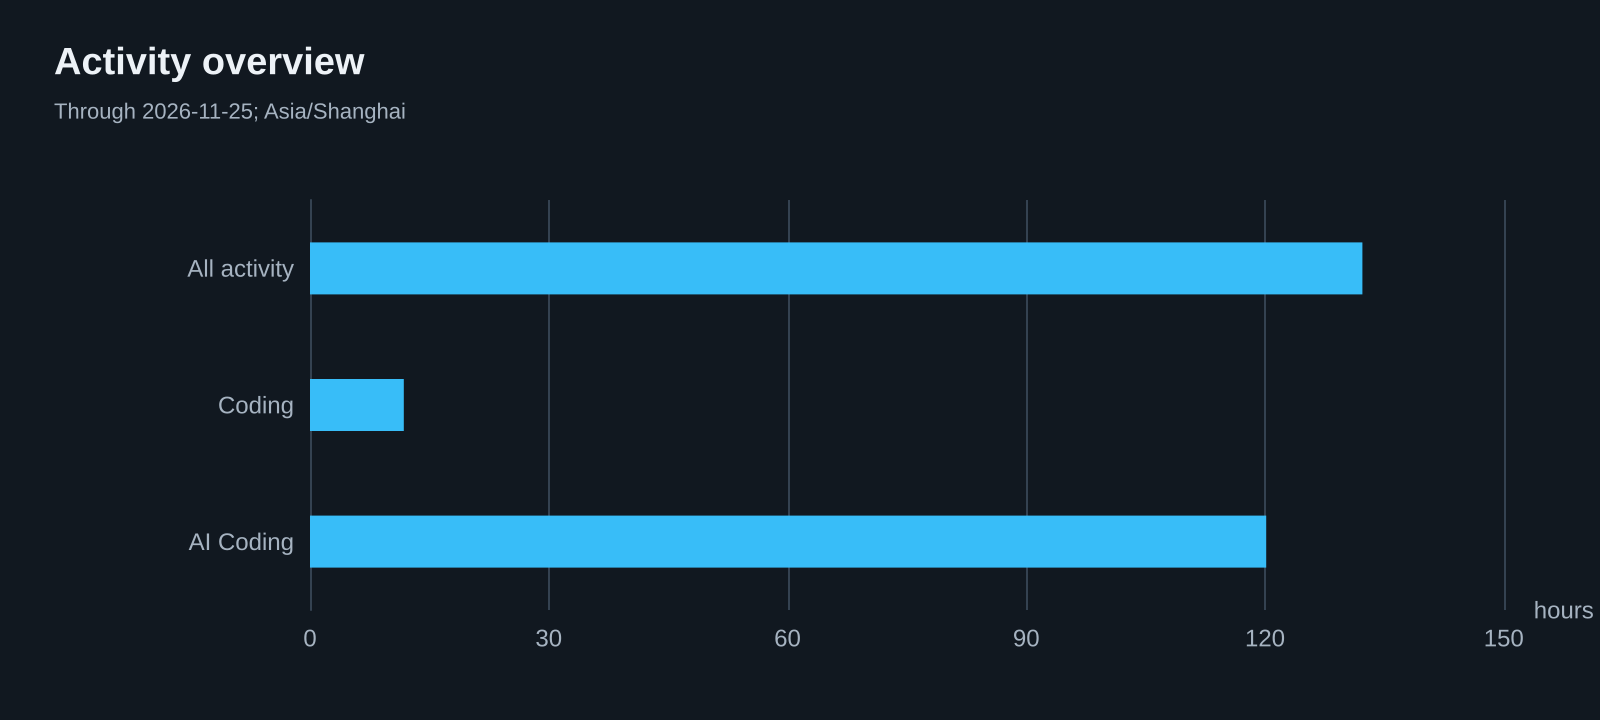 Activity overview
Through 2026-11-25; Asia/Shanghai
All activity
Coding
AI Coding
hours
0 30 60 90 120 150